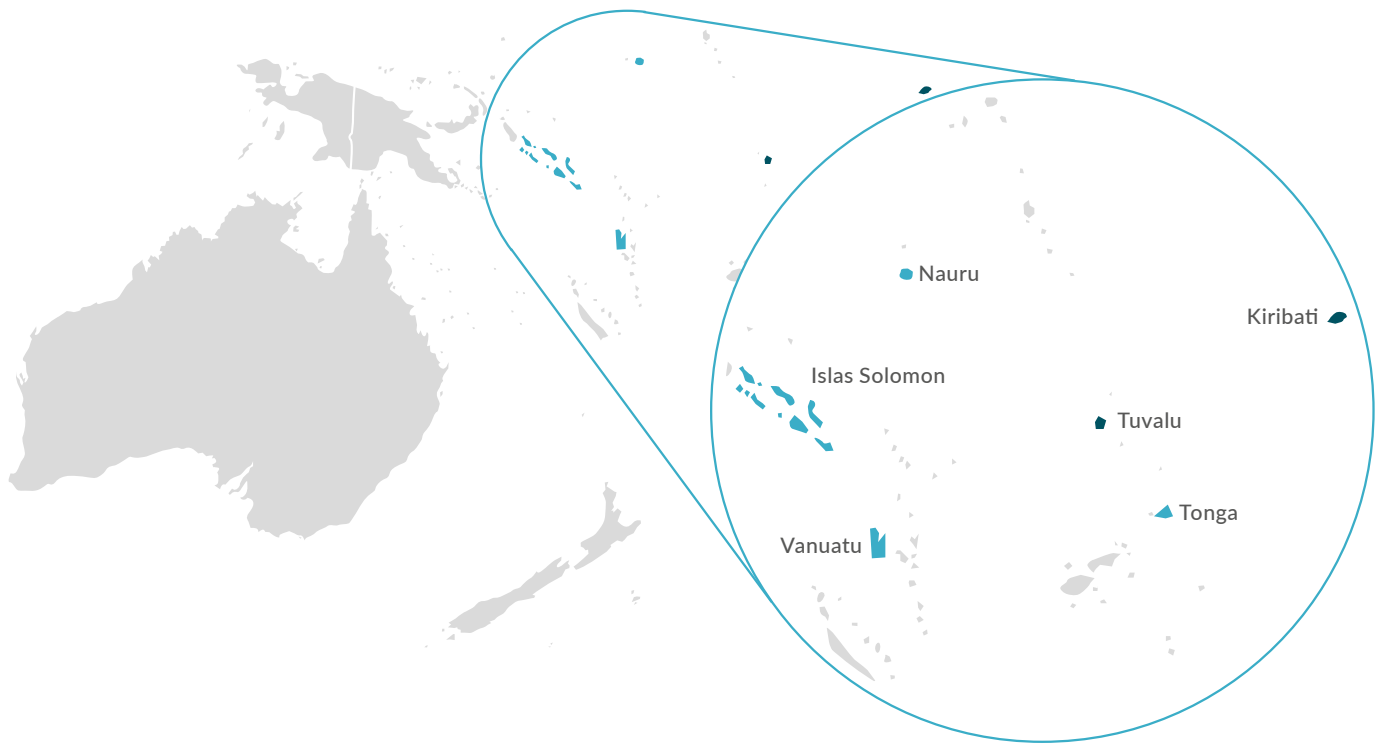 Nauru
Kiribati
Islas Solomon
Tuvalu
Tonga
Vanuatu